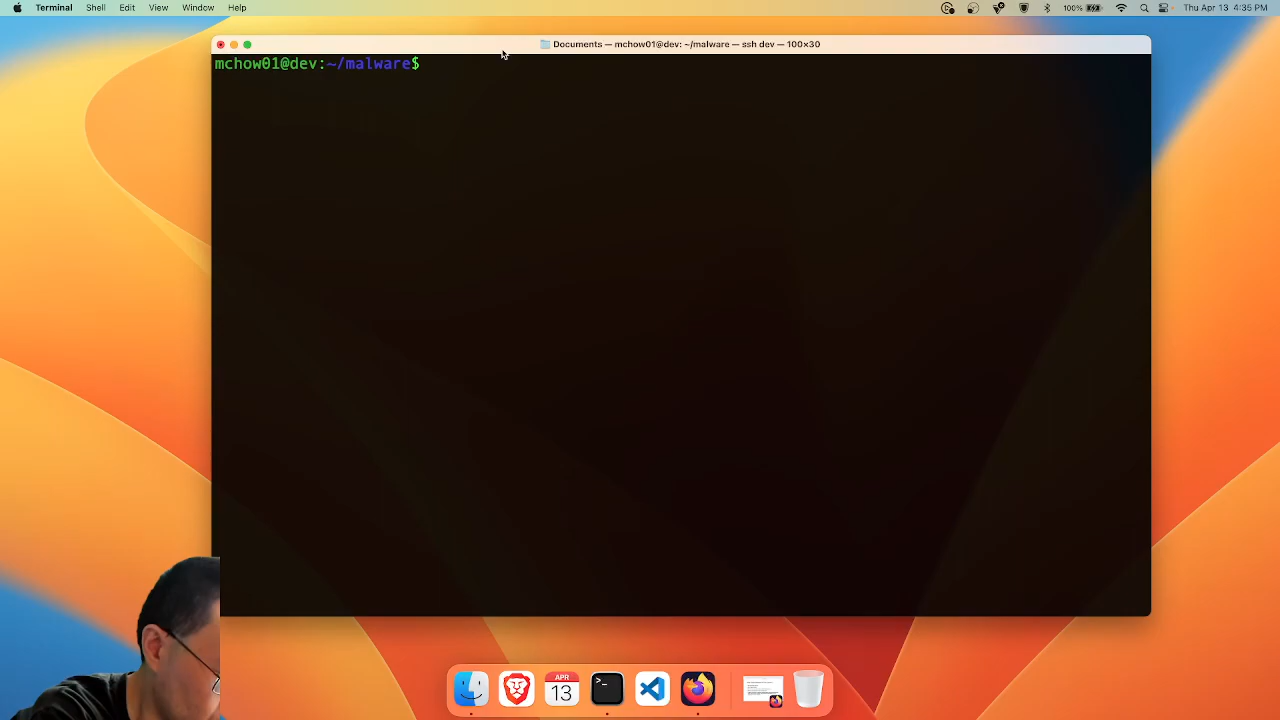 Terminal Shell Edit View Window Help 100% Thu Apr 13 4:35 PM
Documents — mchow01@dev: ~/malware — ssh dev — 100×30
mchow01@dev:~/malware$
APR
13
>_